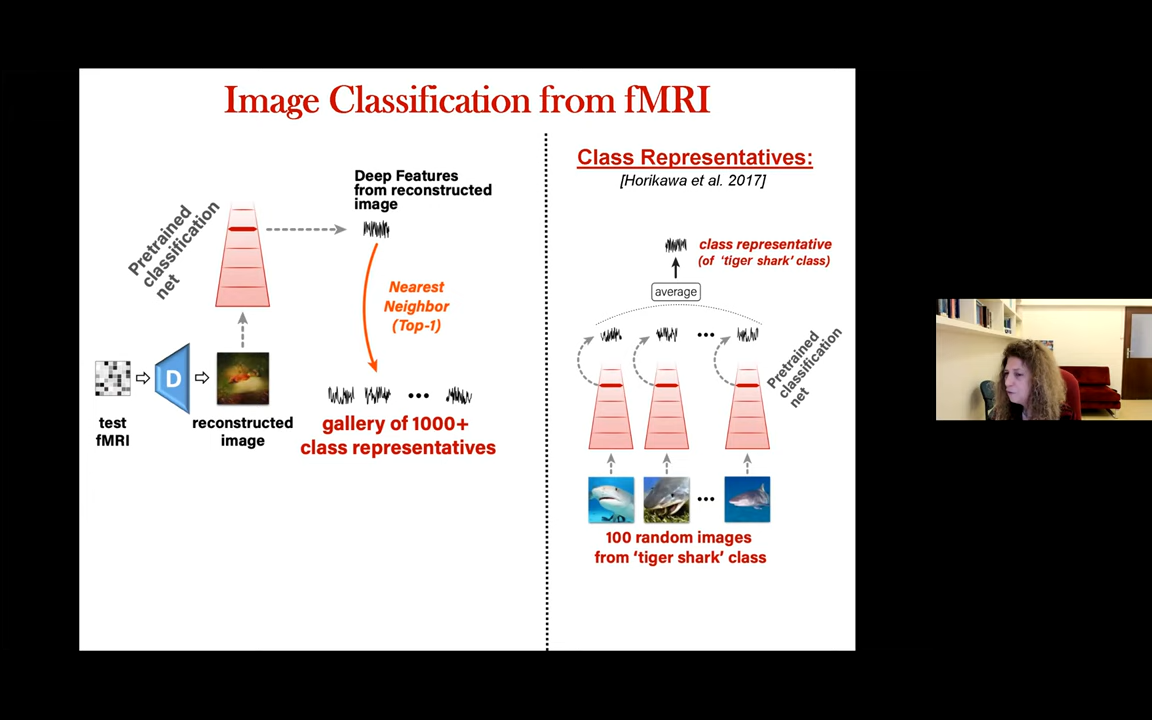 Image Classification from fMRI
Pretrained
classification
net
Deep Features
from reconstructed
image
Nearest
Neighbor
(Top-1)
D
test
fMRI
reconstructed
image
gallery of 1000+
class representatives
Class Representatives:
[Horikawa et al. 2017]
class representative
(of 'tiger shark' class)
average
Pretrained
classification
net
100 random images
from 'tiger shark' class